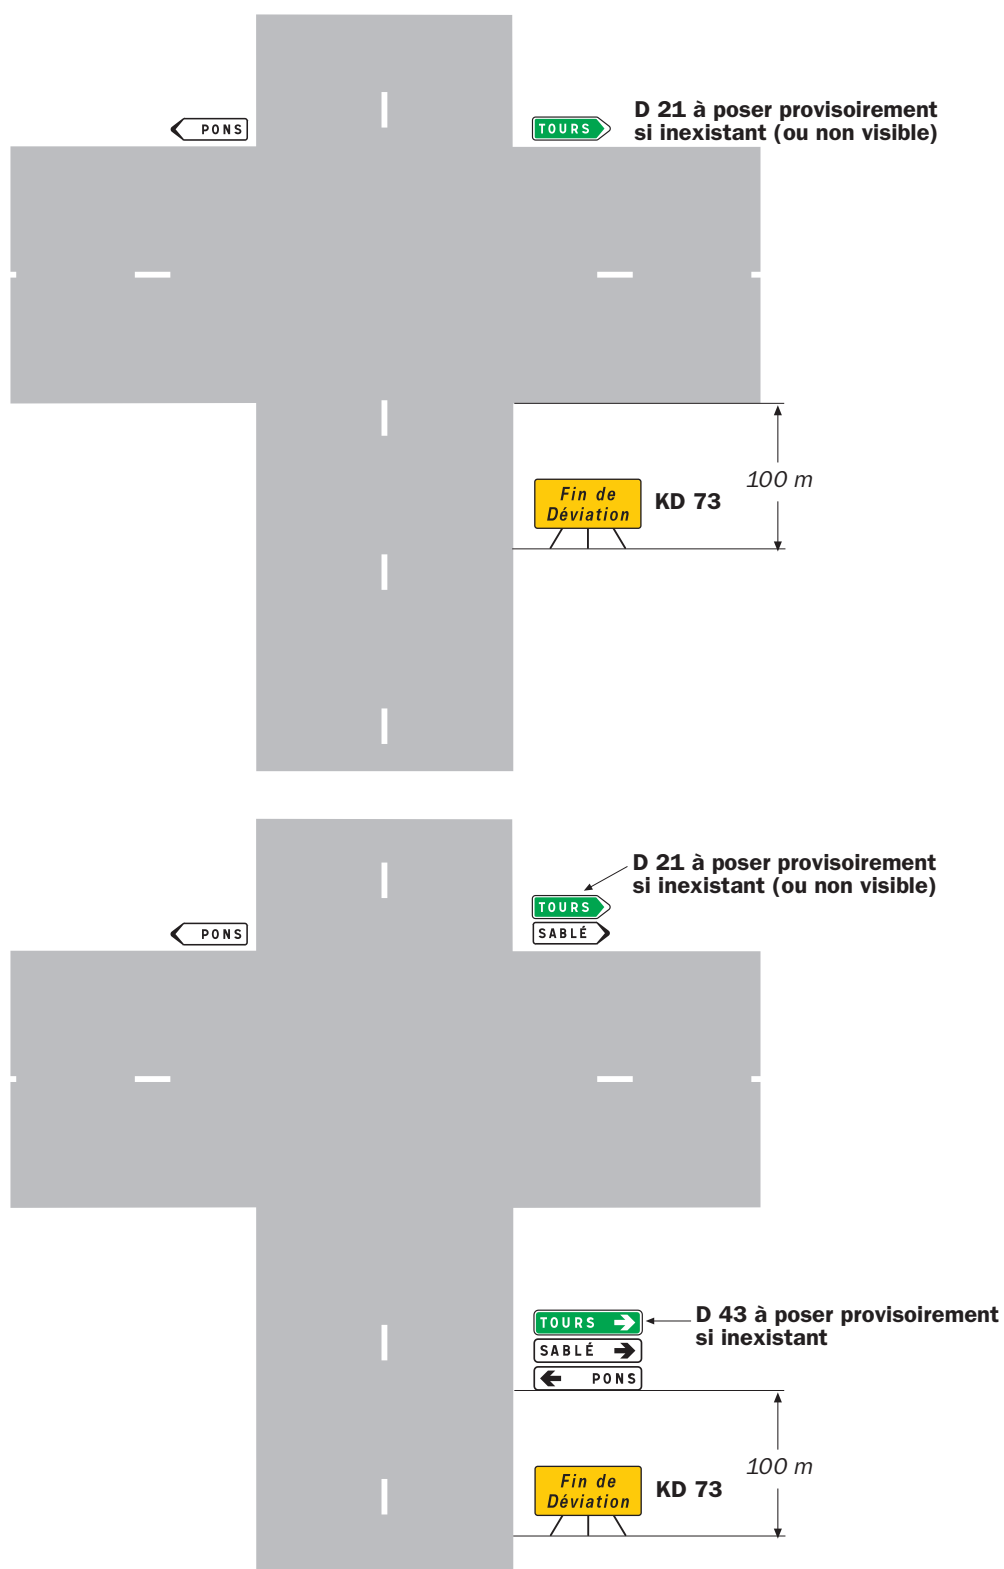 PONS
TOURS
D 21 à poser provisoirement
si inexistant (ou non visible)
100 m
Fin de
Déviation
KD 73
D 21 à poser provisoirement
si inexistant (ou non visible)
TOURS
PONS
SABLÉ
D 43 à poser provisoirement
si inexistant
TOURS
SABLÉ
PONS
100 m
Fin de
Déviation
KD 73